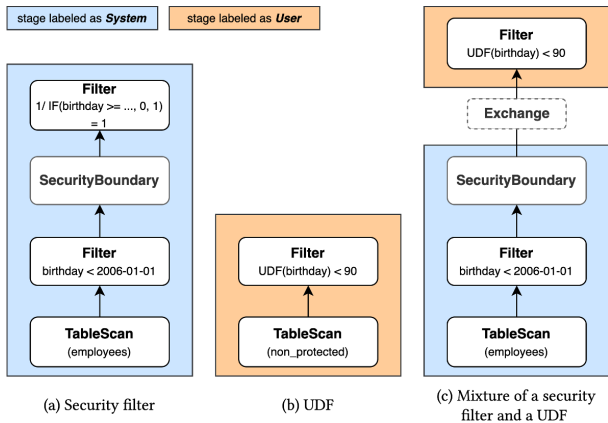 stage labeled as System
stage labeled as User
Filter
1/ IF(birthday >= ..., 0, 1)
= 1
SecurityBoundary
Filter
birthday < 2006-01-01
TableScan
(employees)
(a) Security filter
Filter
UDF(birthday) < 90
TableScan
(non_protected)
(b) UDF
Filter
UDF(birthday) < 90
Exchange
SecurityBoundary
Filter
birthday < 2006-01-01
TableScan
(employees)
(c) Mixture of a security
filter and a UDF